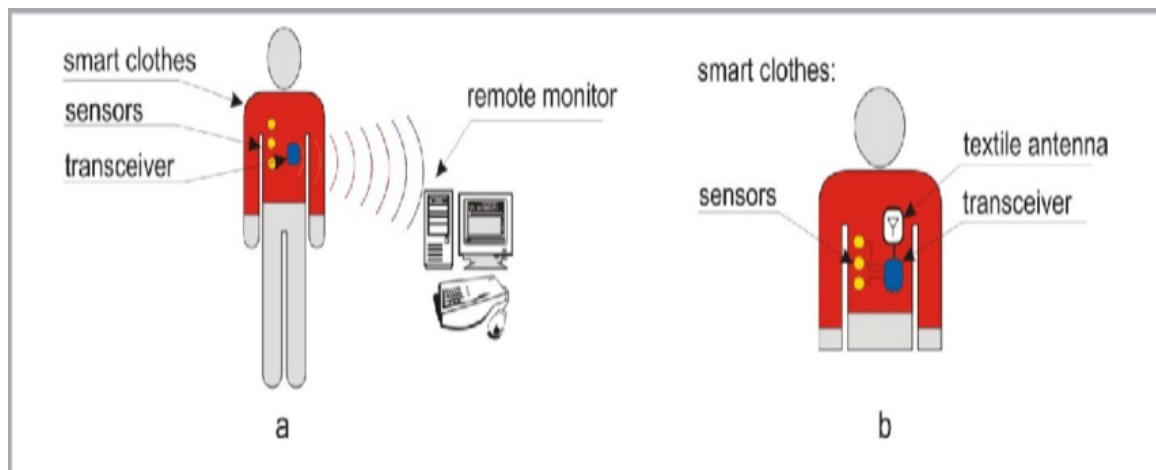 smart clothes
sensors
transceiver
remote monitor
a
smart clothes:
textile antenna
sensors
transceiver
b